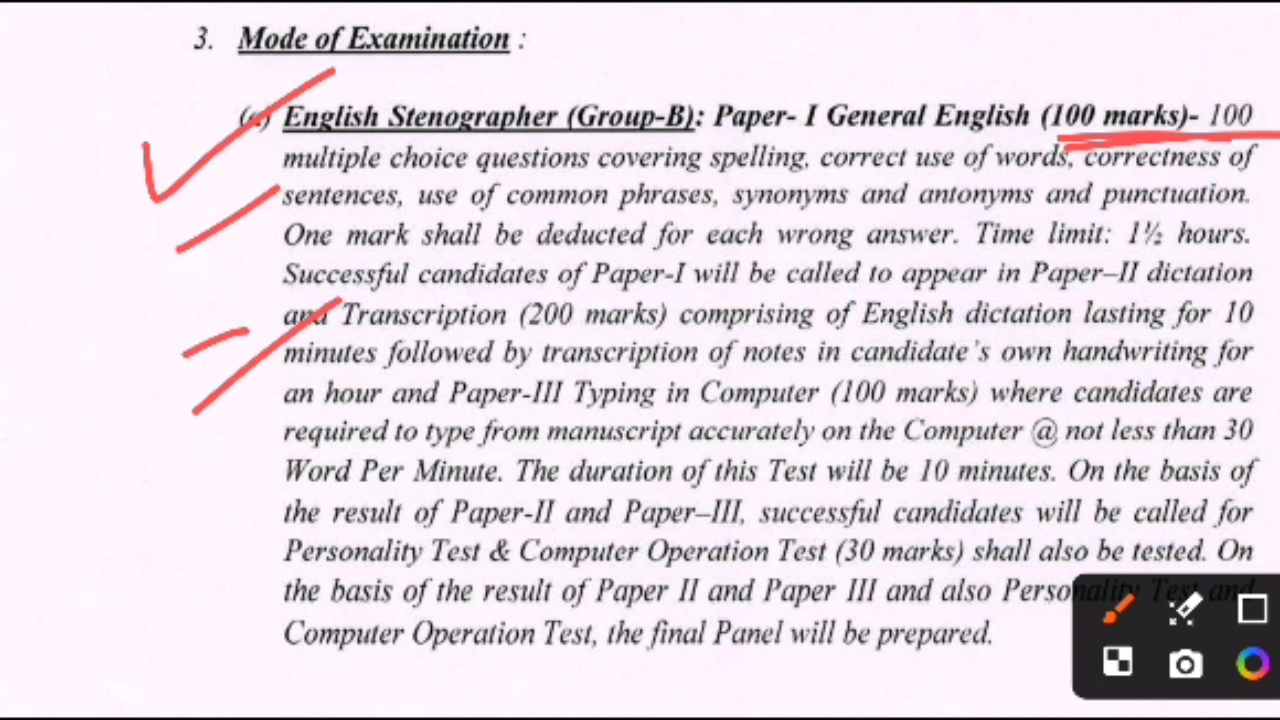 3. Mode of Examination :
(a) English Stenographer (Group-B): Paper- I General English (100 marks)- 100
multiple choice questions covering spelling, correct use of words, correctness of
sentences, use of common phrases, synonyms and antonyms and punctuation.
One mark shall be deducted for each wrong answer. Time limit: 1½ hours.
Successful candidates of Paper-I will be called to appear in Paper–II dictation
and Transcription (200 marks) comprising of English dictation lasting for 10
minutes followed by transcription of notes in candidate's own handwriting for
an hour and Paper-III Typing in Computer (100 marks) where candidates are
required to type from manuscript accurately on the Computer @ not less than 30
Word Per Minute. The duration of this Test will be 10 minutes. On the basis of
the result of Paper-II and Paper–III, successful candidates will be called for
Personality Test & Computer Operation Test (30 marks) shall also be tested. On
the basis of the result of Paper II and Paper III and also Personality Test and
Computer Operation Test, the final Panel will be prepared.